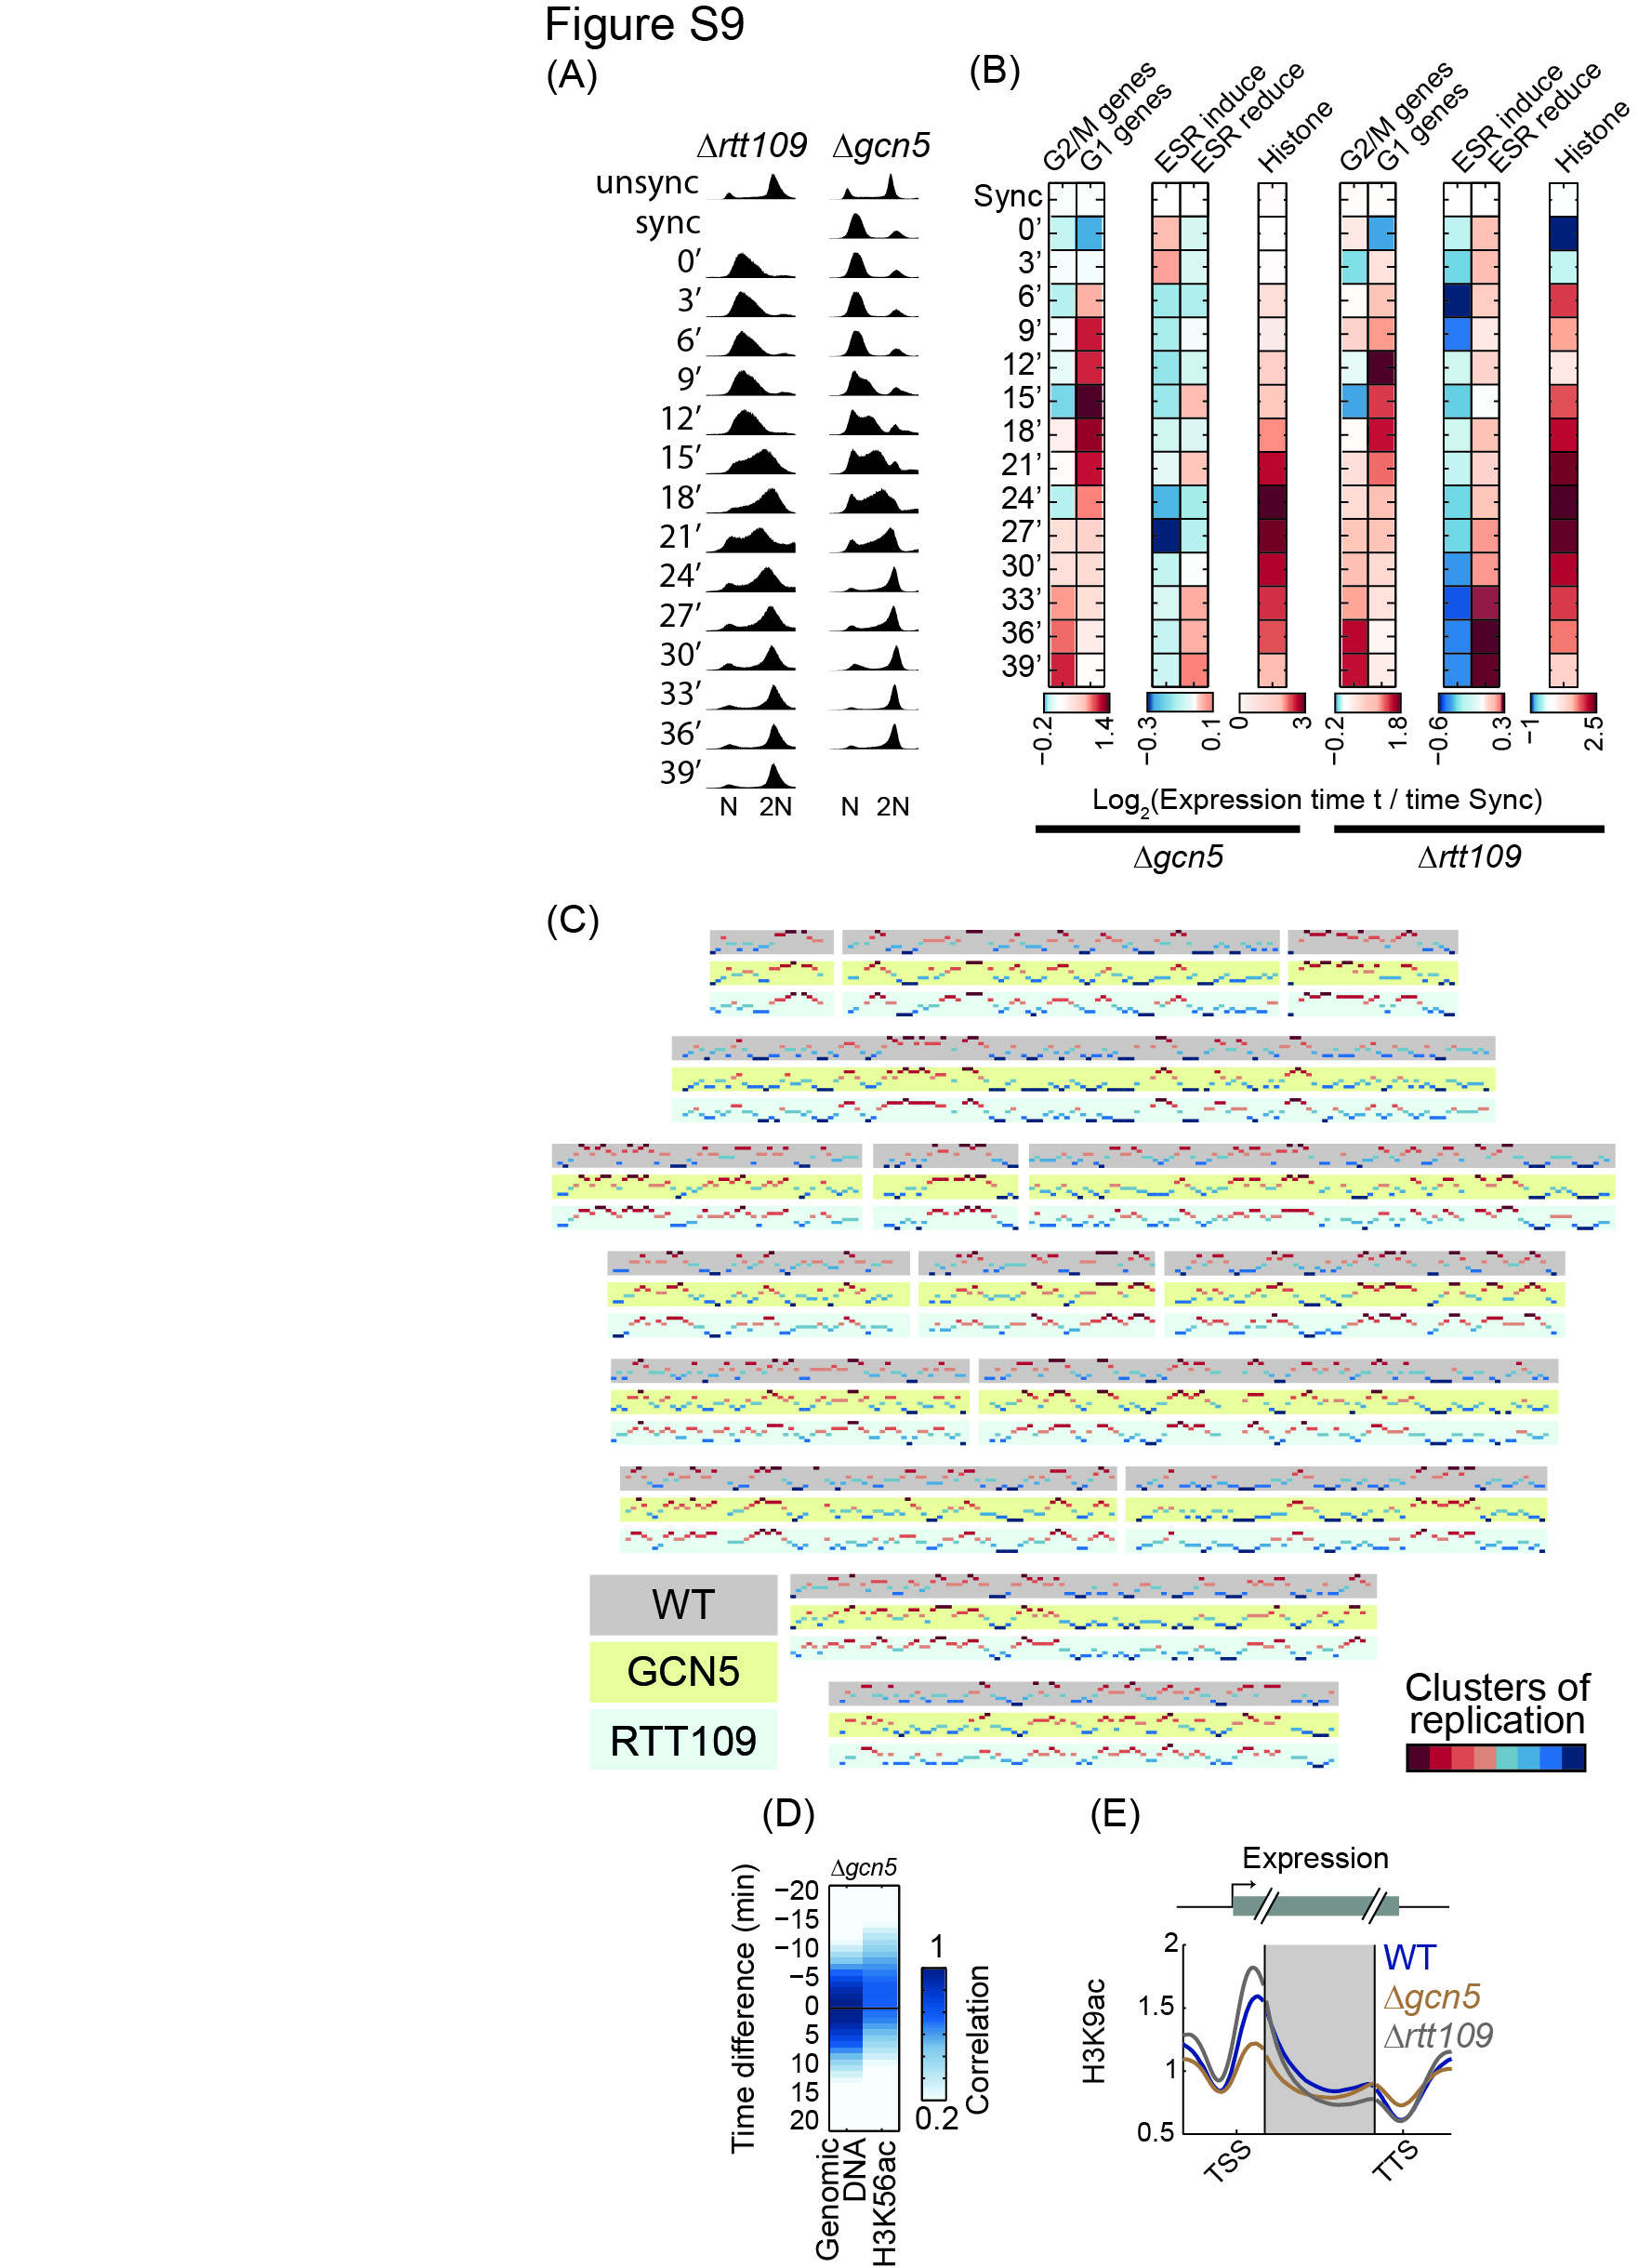 Figure S9
(A)
Δrtt109 Δgcn5
unsync
sync
0′
3′
6′
9′
12′
15′
18′
21′
24′
27′
30′
33′
36′
39′
N 2N N 2N
(B)
G2/M genes
G1 genes
ESR induce
ESR reduce
Histone
G2/M genes
G1 genes
ESR induce
ESR reduce
Histone
Sync
0’
3’
6’
9’
12’
15’
18’
21’
24’
27’
30’
33’
36’
39’
−0.2 1.4 −0.3 0.1 0 3 −0.2 1.8 −0.6 0.3 −1 2.5
Log2(Expression time t / time Sync)
Δgcn5 Δrtt109
(C)
WT
GCN5
RTT109
Clusters of
replication
(D)
Δgcn5
Time difference (min)
−20
−15
−10
−5
0
5
10
15
20
Genomic
DNA
H3K56ac
1
0.2
Correlation
(E)
Expression
H3K9ac
2
1.5
1
0.5
WT
Δgcn5
Δrtt109
TSS TTS